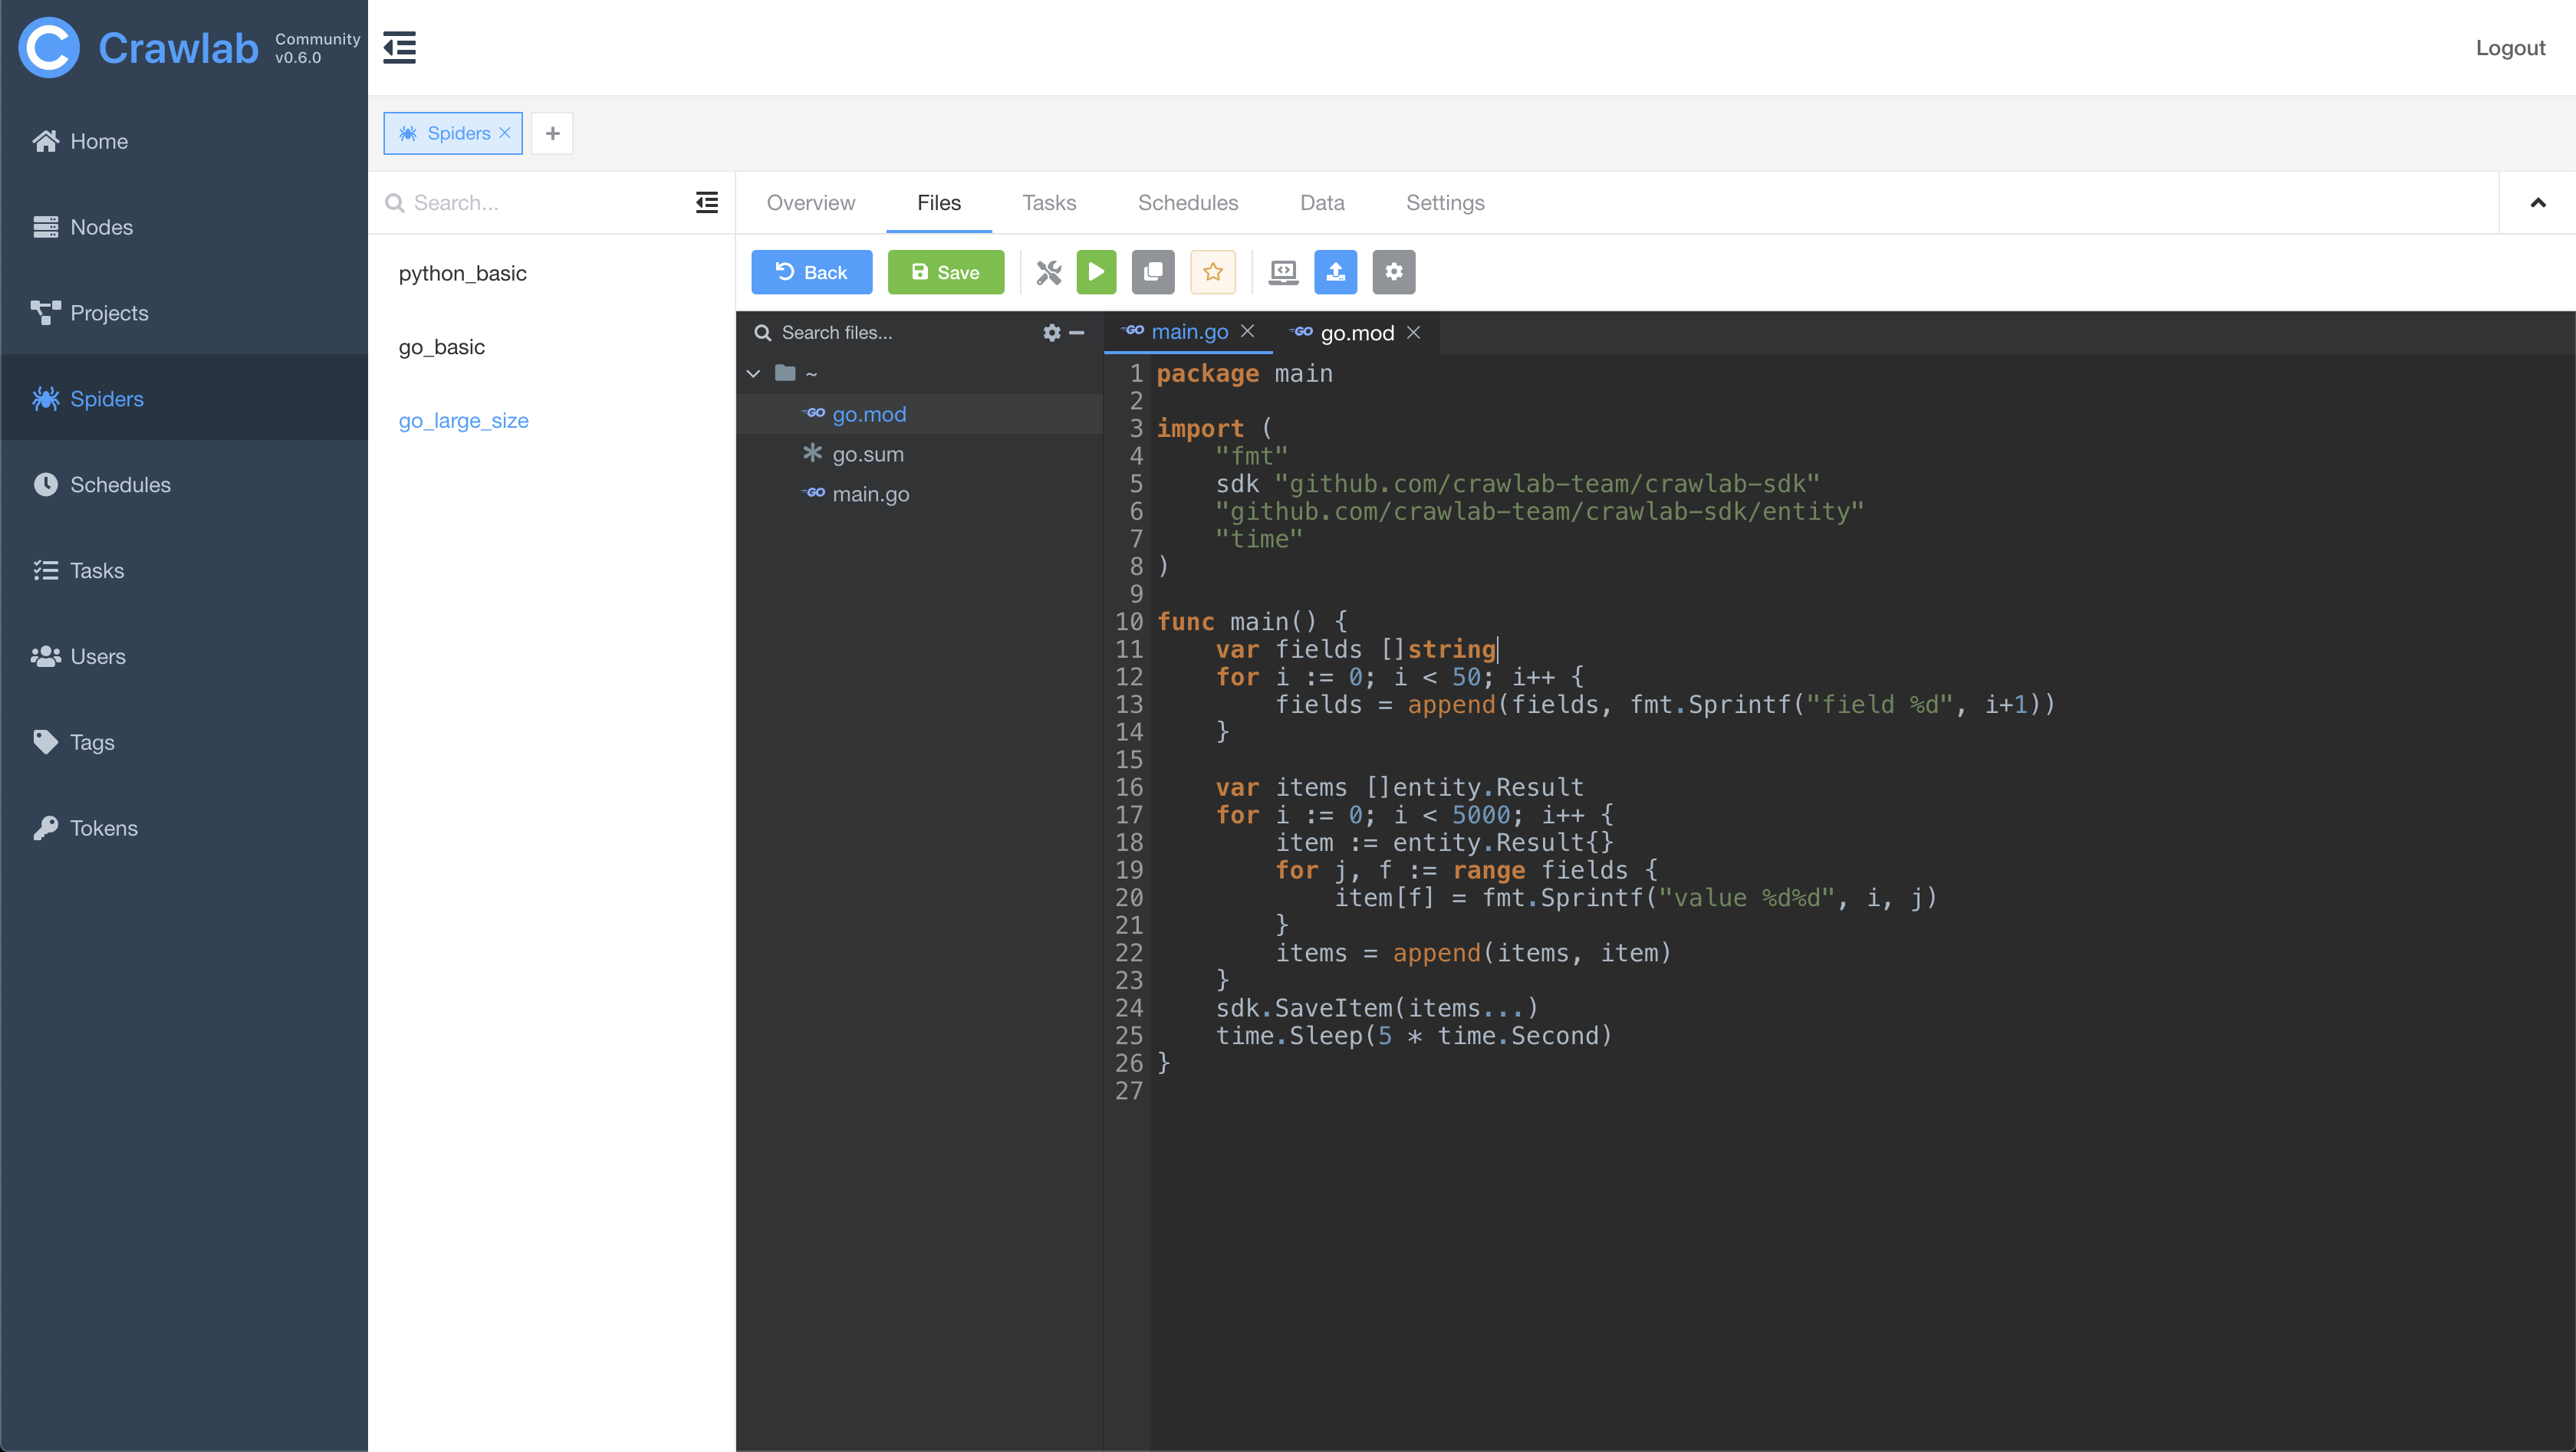 Crawlab Community
v0.6.0
Logout
Home
Nodes
Projects
Spiders
Schedules
Tasks
Users
Tags
Tokens
Spiders
Search...
python_basic
go_basic
go_large_size
Overview Files Tasks Schedules Data Settings
Back Save
Search files...
~
go.mod
go.sum
main.go
main.go go.mod
1 package main
2
3 import (
4     "fmt"
5     sdk "github.com/crawlab-team/crawlab-sdk"
6     "github.com/crawlab-team/crawlab-sdk/entity"
7     "time"
8 )
9
10 func main() {
11     var fields []string
12     for i := 0; i < 50; i++ {
13         fields = append(fields, fmt.Sprintf("field %d", i+1))
14     }
15
16     var items []entity.Result
17     for i := 0; i < 5000; i++ {
18         item := entity.Result{}
19         for j, f := range fields {
20             item[f] = fmt.Sprintf("value %d%d", i, j)
21         }
22         items = append(items, item)
23     }
24     sdk.SaveItem(items...)
25     time.Sleep(5 * time.Second)
26 }
27